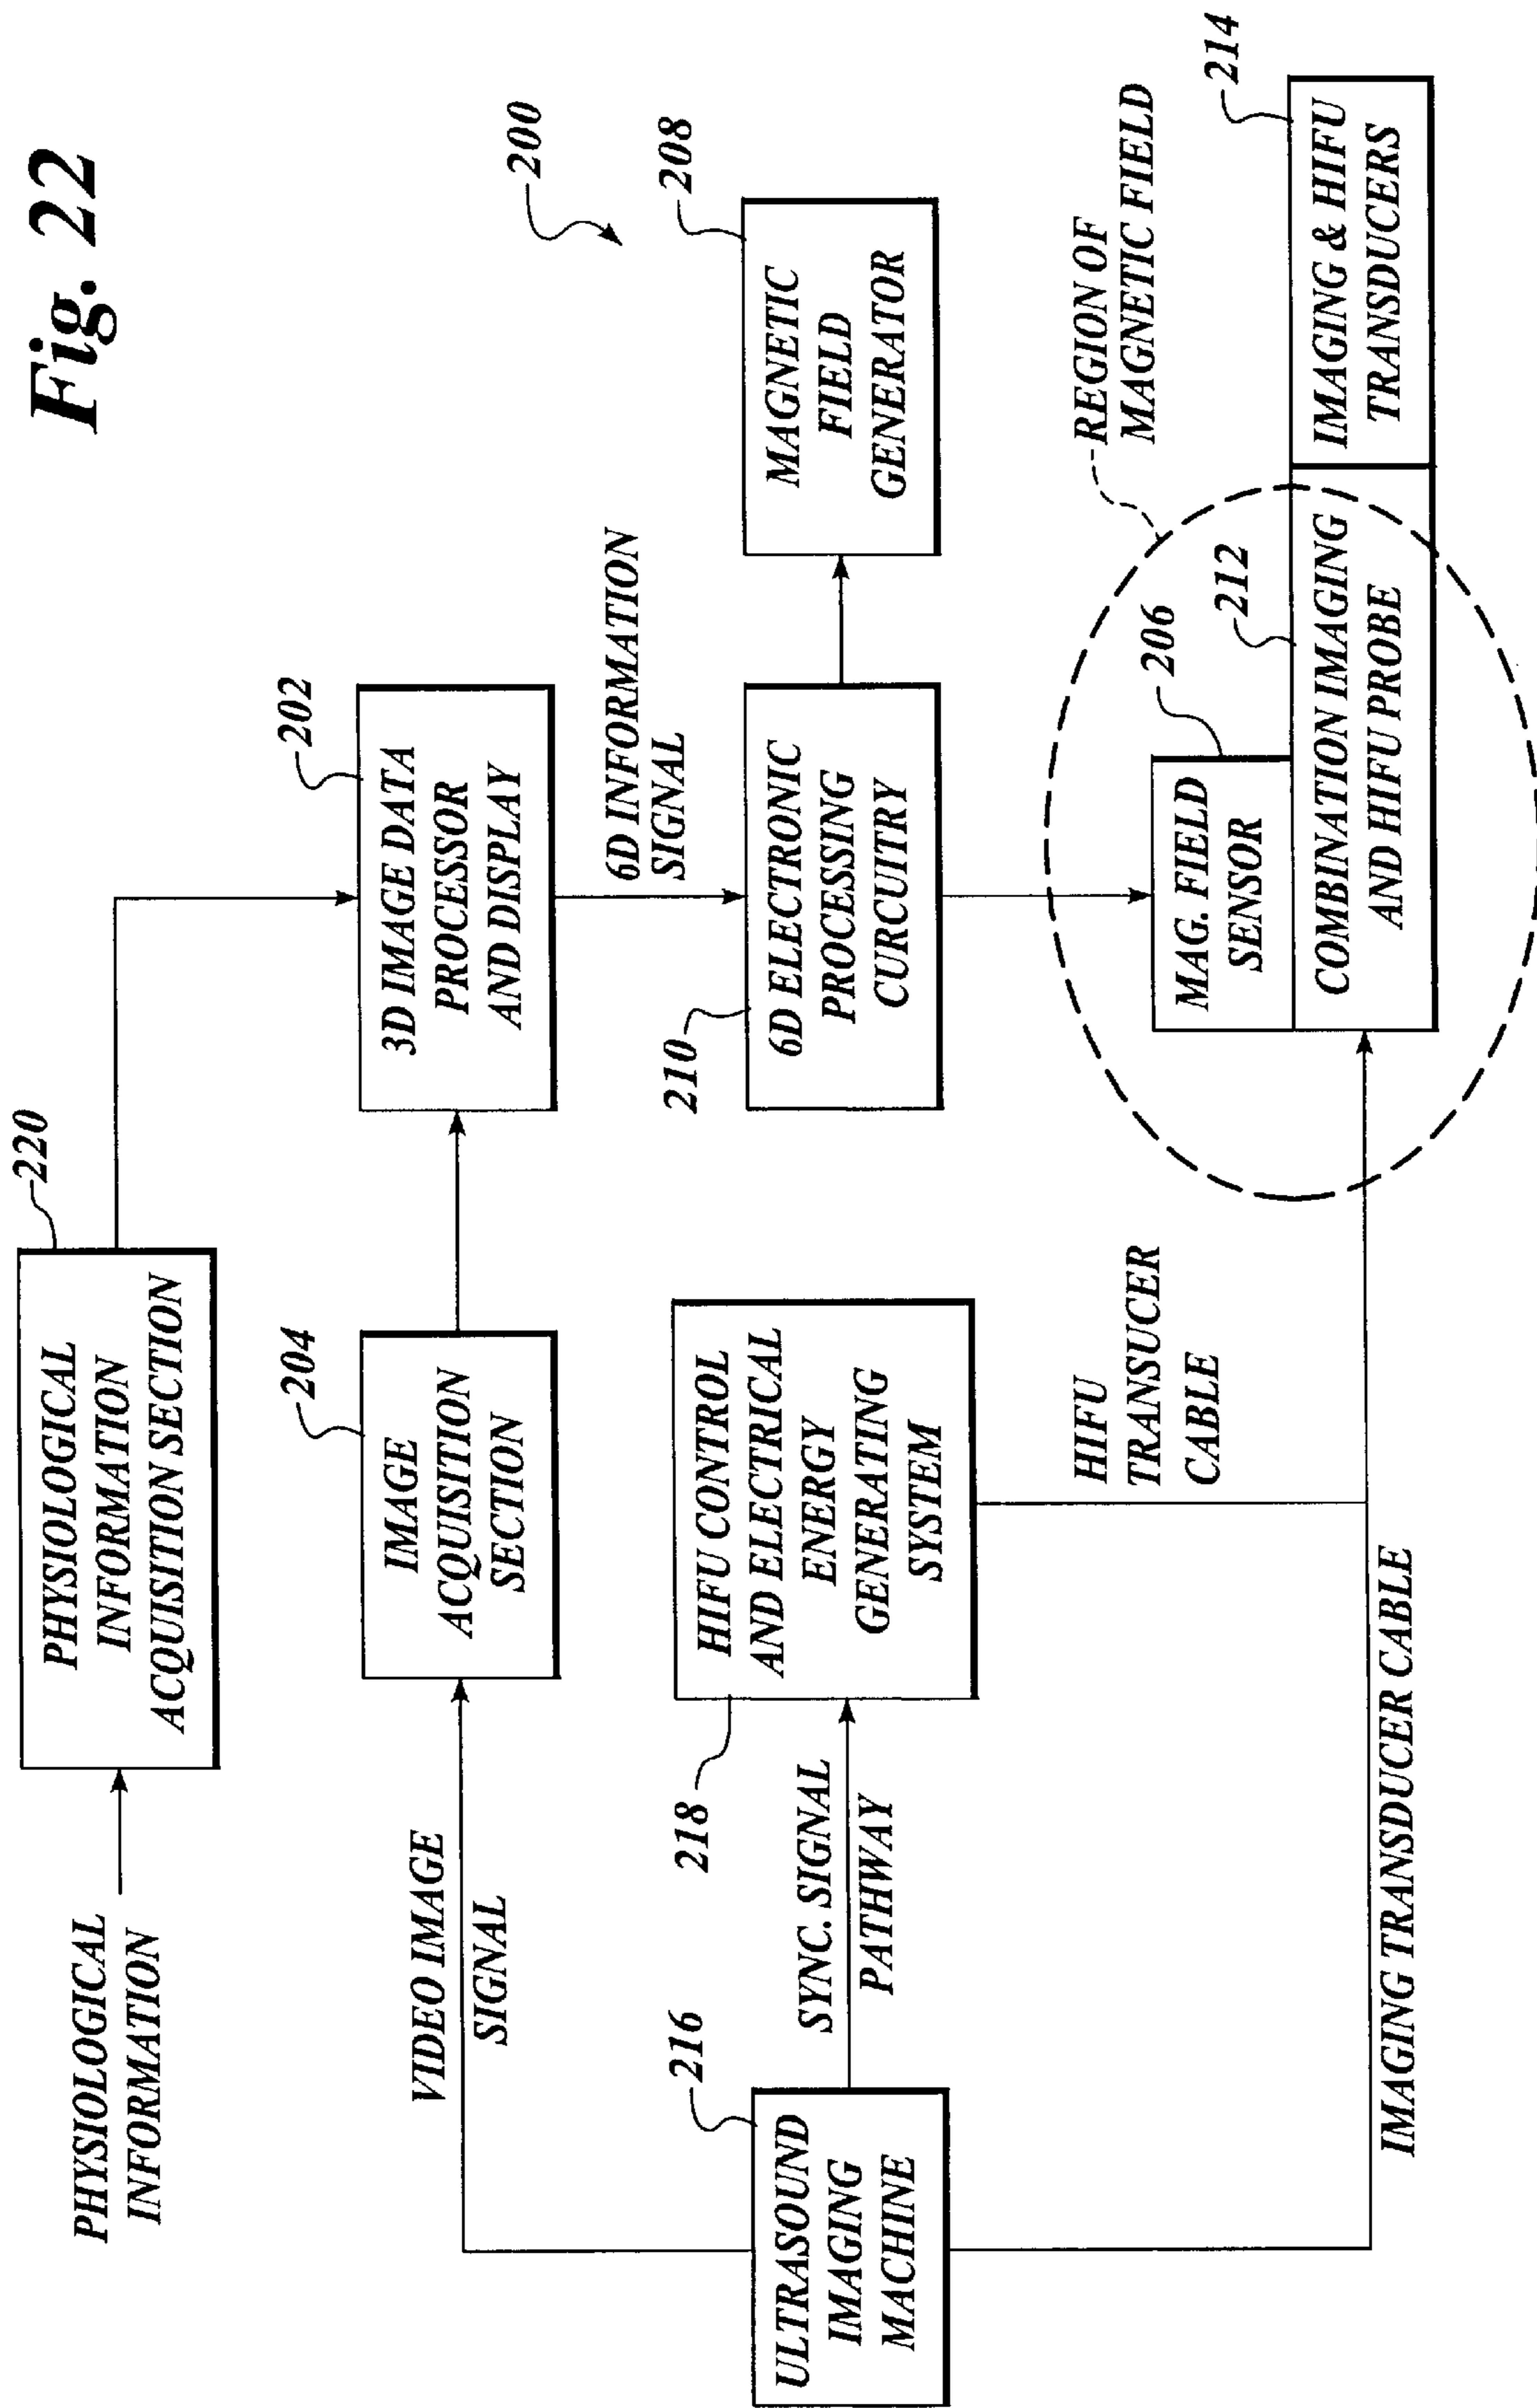 Fig. 22
PHYSIOLOGICAL
INFORMATION
PHYSIOLOGICAL
INFORMATION
ACQUISITION SECTION
220
VIDEO IMAGE
SIGNAL
IMAGE
ACQUISITION
SECTION
204
3D IMAGE DATA
PROCESSOR
AND DISPLAY
202
200
6D INFORMATION
SIGNAL
ULTRASOUND
IMAGING
MACHINE
216
SYNC. SIGNAL
PATHWAY
HIFU CONTROL
AND ELECTRICAL
ENERGY
GENERATING
SYSTEM
218
6D ELECTRONIC
PROCESSING
CURCUITRY
210
MAGNETIC
FIELD
GENERATOR
208
HIFU
TRANSUCER
CABLE
REGION OF
MAGNETIC FIELD
MAG. FIELD
SENSOR
206
212
COMBINATION IMAGING
AND HIFU PROBE
IMAGING & HIFU
TRANSDUCERS
214
IMAGING TRANSDUCER CABLE